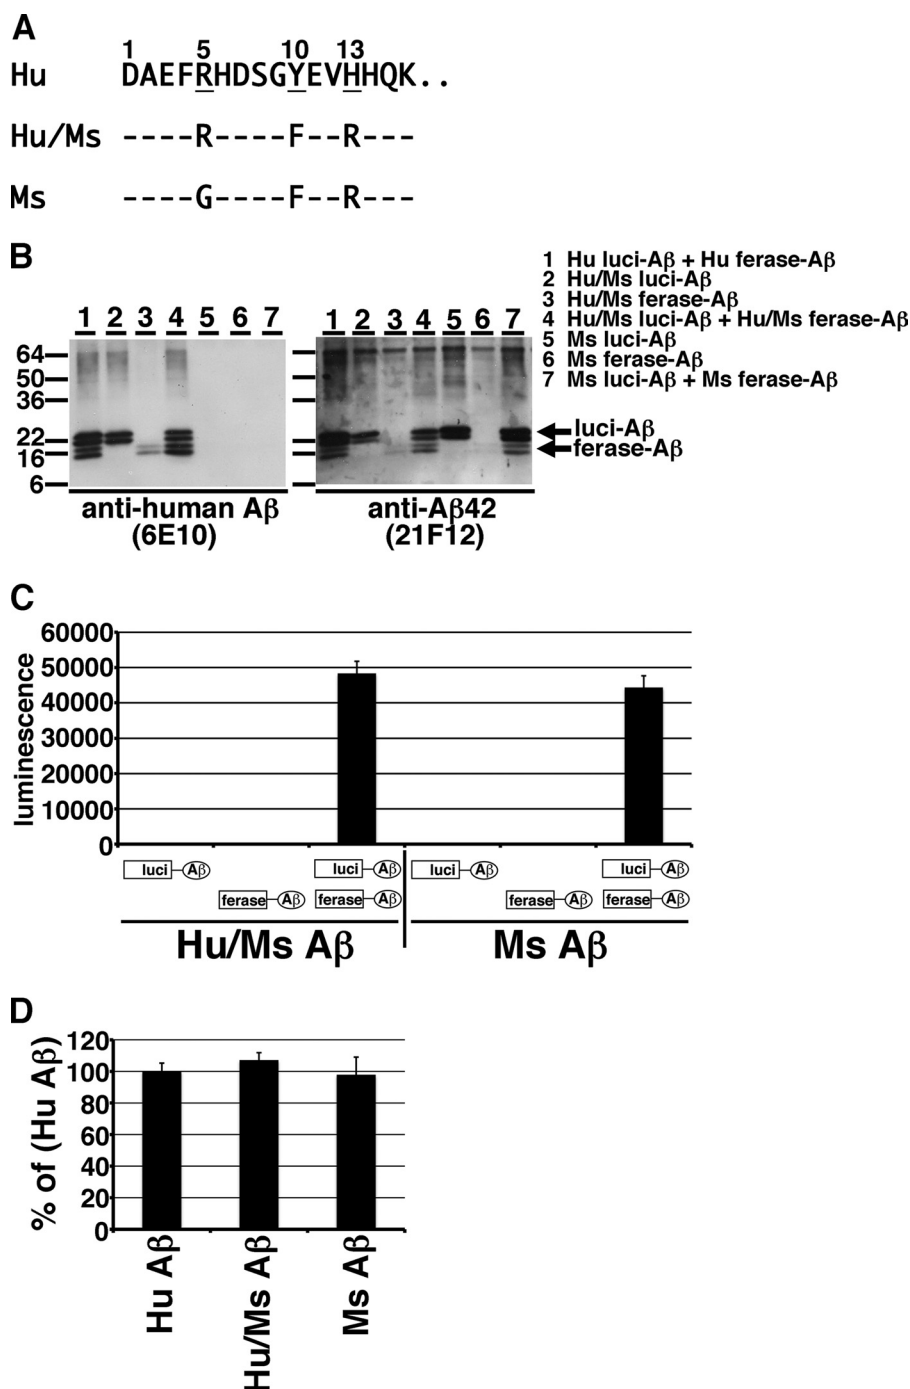 A
1 5 10 13
Hu DAEFRHDSGYEVHHQK..
Hu/Ms ----R----F--R---
Ms ----G----F--R---
B
1 Hu luci-Aβ + Hu ferase-Aβ
2 Hu/Ms luci-Aβ
3 Hu/Ms ferase-Aβ
4 Hu/Ms luci-Aβ + Hu/Ms ferase-Aβ
5 Ms luci-Aβ
6 Ms ferase-Aβ
7 Ms luci-Aβ + Ms ferase-Aβ
1 2 3 4 5 6 7
1 2 3 4 5 6 7
64
50
36
22
16
6
luci-Aβ
ferase-Aβ
anti-human Aβ
(6E10)
anti-Aβ42
(21F12)
C
luminescence
60000
50000
40000
30000
20000
10000
0
luci Aβ luci Aβ luci Aβ luci Aβ
ferase Aβ ferase Aβ ferase Aβ ferase Aβ
Hu/Ms Aβ Ms Aβ
D
% of (Hu Aβ)
120
100
80
60
40
20
0
Hu Aβ
Hu/Ms Aβ
Ms Aβ